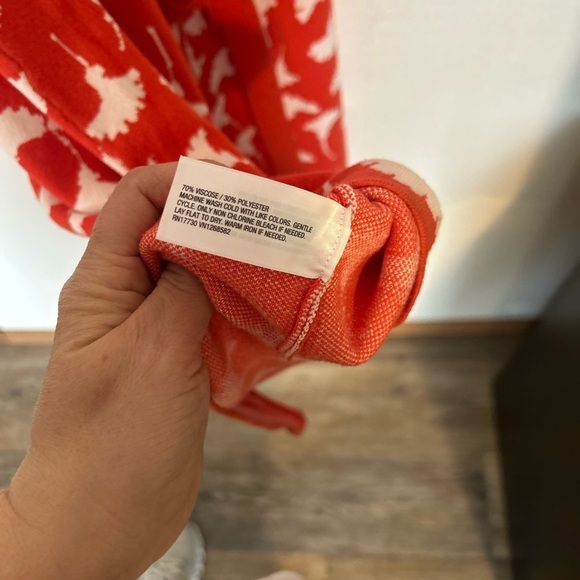 70% VISCOSE / 30% POLYESTER
MACHINE WASH COLD WITH LIKE COLORS. GENTLE
CYCLE. ONLY NON CHLORINE BLEACH IF NEEDED.
LAY FLAT TO DRY. WARM IRON IF NEEDED.
RN17730 VN1268582